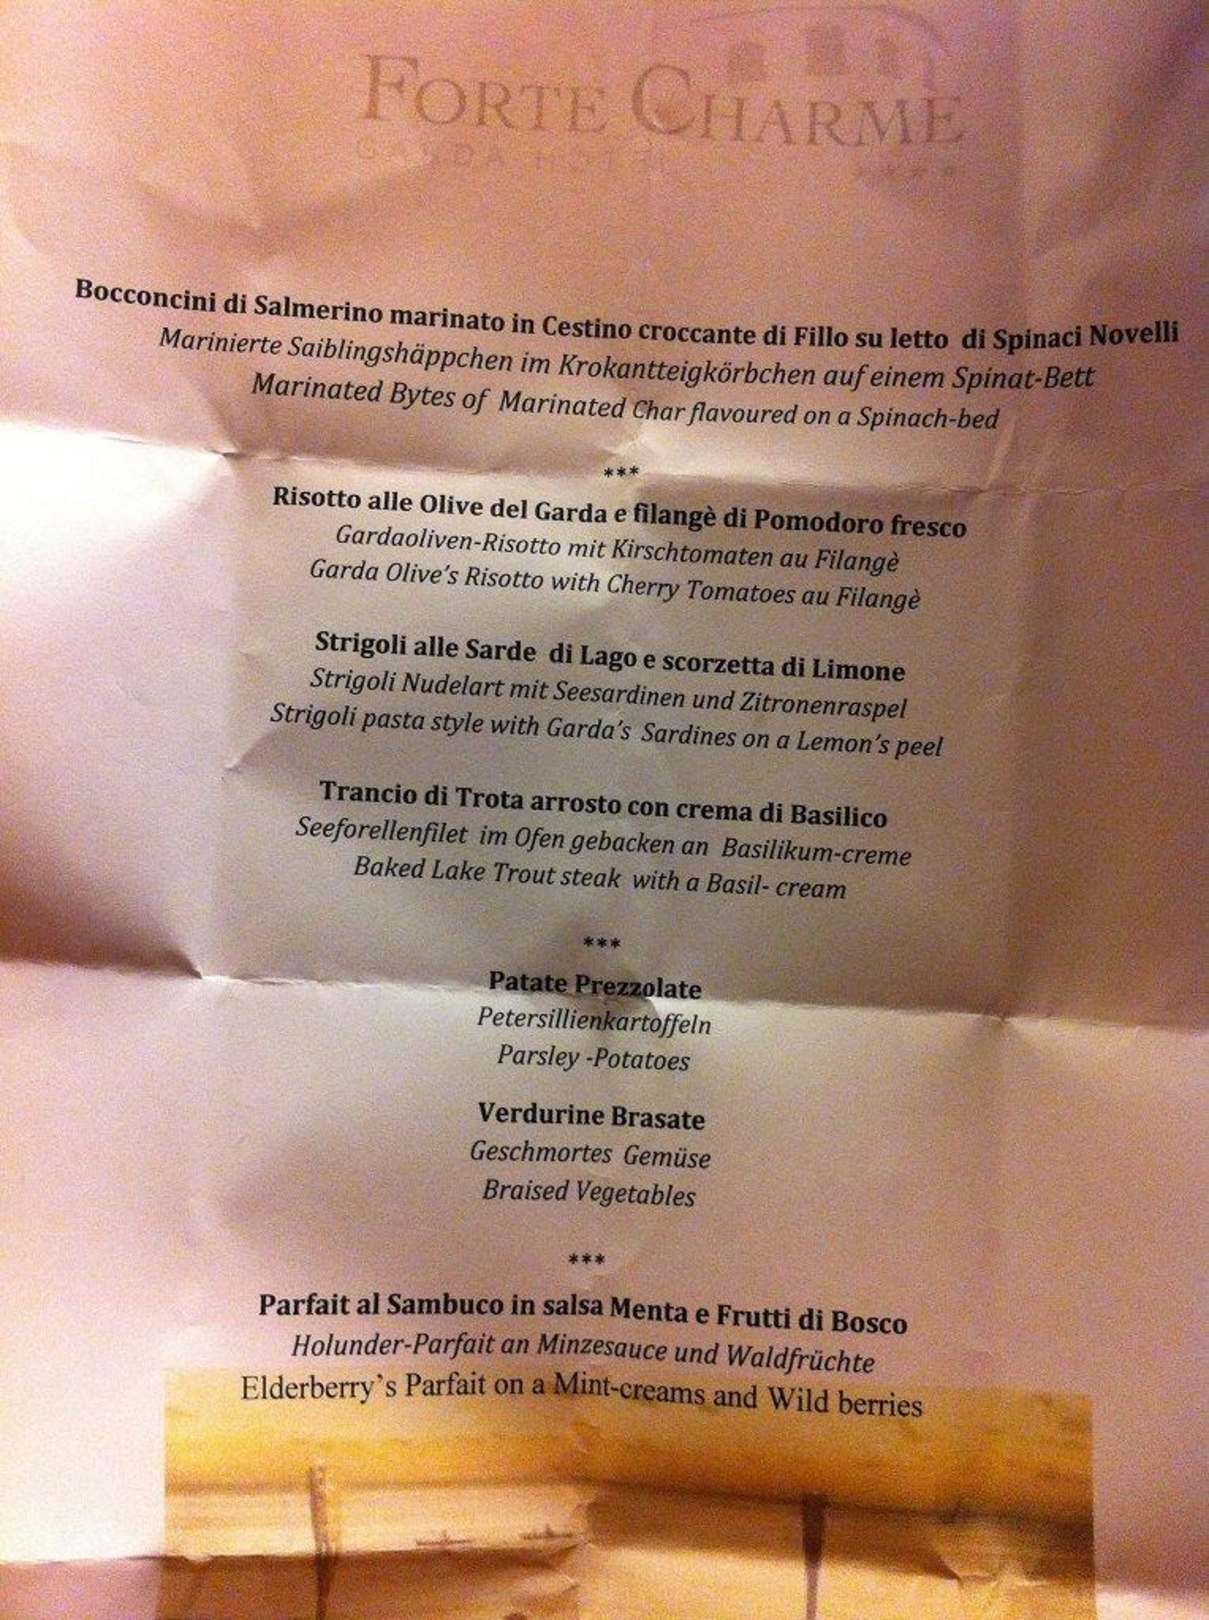 FORTE CHARME
GARDA HOTEL
****
Bocconcini di Salmerino marinato in Cestino croccante di Fillo su letto di Spinaci Novelli
Marinierte Saiblingshäppchen im Krokantteigkörbchen auf einem Spinat-Bett
Marinated Bytes of Marinated Char flavoured on a Spinach-bed
***
Risotto alle Olive del Garda e filangè di Pomodoro fresco
Gardaoliven-Risotto mit Kirschtomaten au Filangè
Garda Olive's Risotto with Cherry Tomatoes au Filangè
Strigoli alle Sarde di Lago e scorzetta di Limone
Strigoli Nudelart mit Seesardinen und Zitronenraspel
Strigoli pasta style with Garda's Sardines on a Lemon's peel
Trancio di Trota arrosto con crema di Basilico
Seeforellenfilet im Ofen gebacken an Basilikum-creme
Baked Lake Trout steak with a Basil- cream
***
Patate Prezzolate
Petersillienkartoffeln
Parsley -Potatoes
Verdurine Brasate
Geschmortes Gemüse
Braised Vegetables
***
Parfait al Sambuco in salsa Menta e Frutti di Bosco
Holunder-Parfait an Minzesauce und Waldfrüchte
Elderberry's Parfait on a Mint-creams and Wild berries